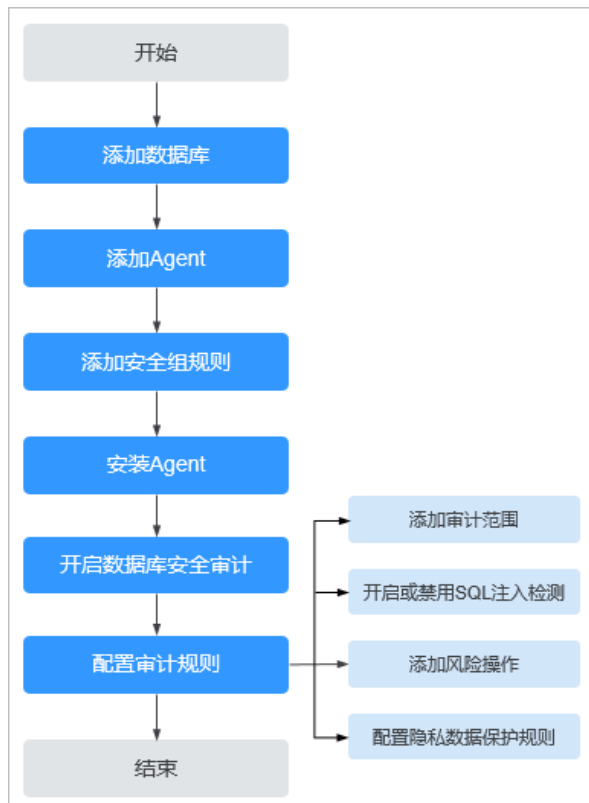 开始
添加数据库
添加Agent
添加安全组规则
安装Agent
开启数据库安全审计
配置审计规则
结束
添加审计范围
开启或禁用SQL注入检测
添加风险操作
配置隐私数据保护规则